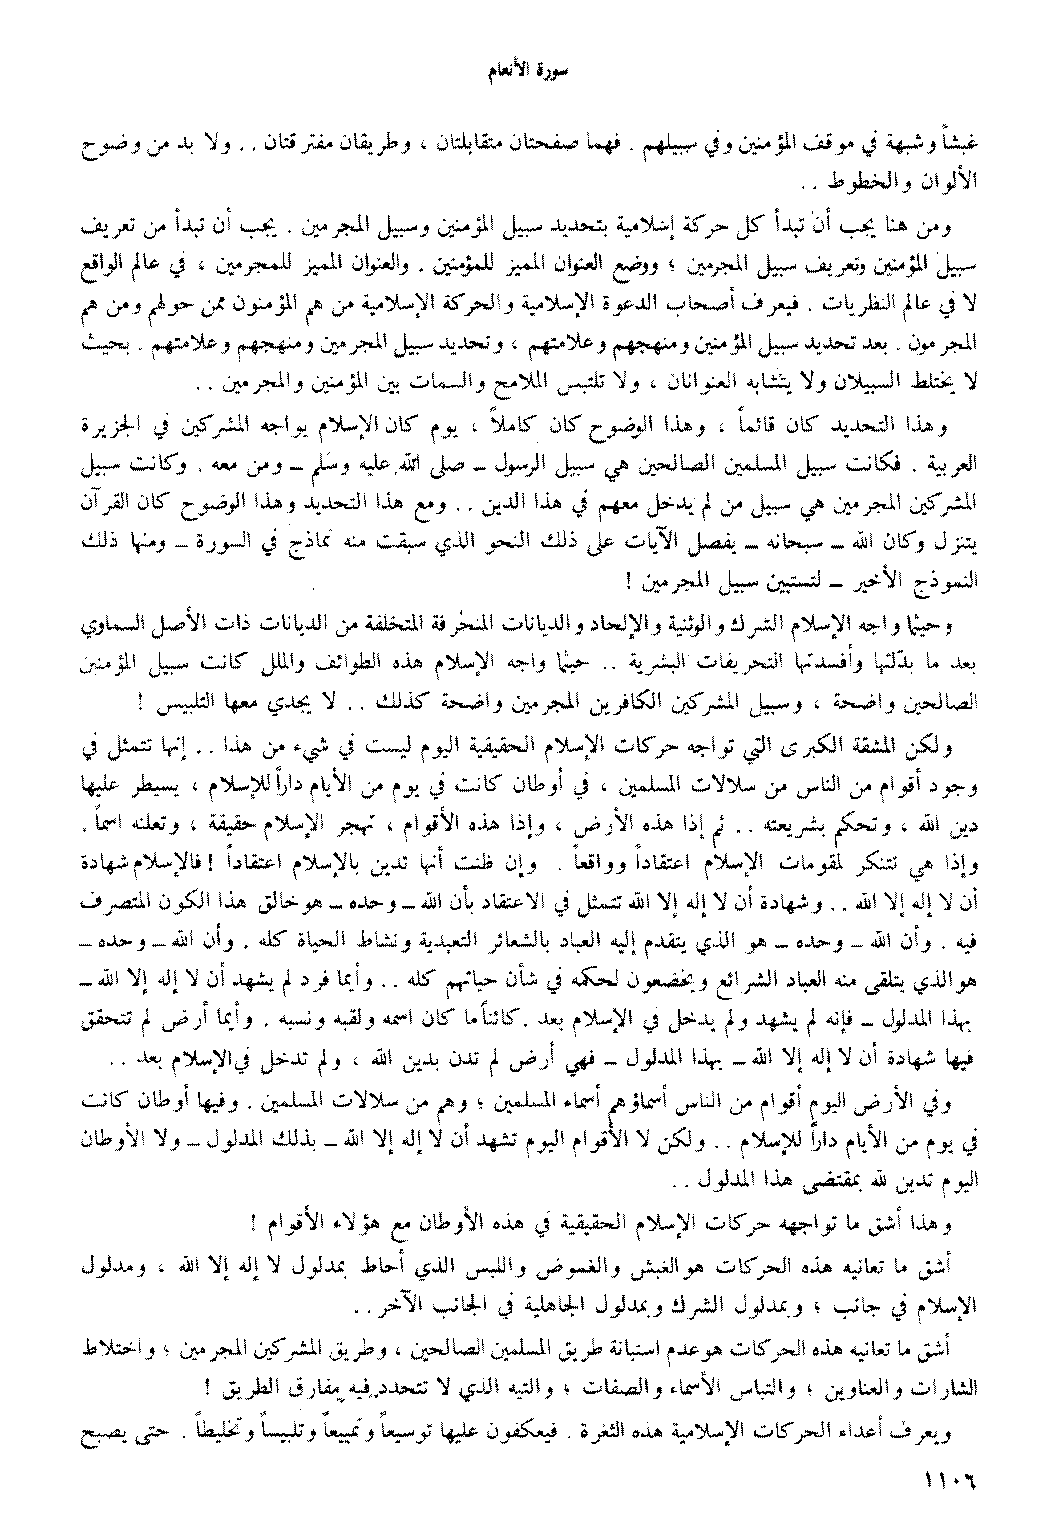 سورة الأنعام
غبشاً وشبهة في موقف المؤمنين وفي سبيلهم . فهما صفحتان متقابلتان ، وطريقان مفترقتان .. ولا بد من وضوح
الألوان والخطوط ..
ومن هنا يجب أن تبدأ كل حركة إسلامية بتحديد سبيل المؤمنين وسبيل المجرمين . يجب أن تبدأ من تعريف
سبيل المؤمنين وتعريف سبيل المجرمين ؛ ووضع العنوان المميز للمؤمنين . والعنوان المميز للمجرمين ، في عالم الواقع
لا في عالم النظريات . فيعرف أصحاب الدعوة الإسلامية والحركة الإسلامية من هم المؤمنون ممن حولهم ومن هم
المجرمون . بعد تحديد سبيل المؤمنين ومنهجهم وعلامتهم ، وتحديد سبيل المجرمين ومنهجهم وعلامتهم . بحيث
لا يختلط السبيلان ولا يتشابه العنوانان ، ولا تلتبس الملامح والسمات بين المؤمنين والمجرمين ..
وهذا التحديد كان قائماً ، وهذا الوضوح كان كاملاً ، يوم كان الإسلام يواجه المشركين في الجزيرة
العربية . فكانت سبيل المسلمين الصالحين هي سبيل الرسول – صلى الله عليه وسلم – ومن معه . وكانت سبيل
المشركين المجرمين هي سبيل من لم يدخل معهم في هذا الدين .. ومع هذا التحديد وهذا الوضوح كان القرآن
يتنزل وكان الله – سبحانه – يفصل الآيات على ذلك النحو الذي سبقت منه نماذج في السورة – ومنها ذلك
النموذج الأخير – لتستبين سبيل المجرمين !
وحيثما واجه الإسلام الشرك والوثنية والإلحاد والديانات المنحرفة المتخلفة من الديانات ذات الأصل السماوي
بعد ما بدّلتها وأفسدتها التحريفات البشرية .. حيثما واجه الإسلام هذه الطوائف والملل كانت سبيل المؤمنين
الصالحين واضحة ، وسبيل المشركين الكافرين المجرمين واضحة كذلك .. لا يجدي معها التلبيس !
ولكن المشقة الكبرى التي تواجه حركات الإسلام الحقيقية اليوم ليست في شيء من هذا .. إنها تتمثل في
وجود أقوام من الناس من سلالات المسلمين ، في أوطان كانت في يوم من الأيام داراً للإسلام ، يسيطر عليها
دين الله ، وتحكم بشريعته .. ثم إذا هذه الأرض ، وإذا هذه الأقوام ، تهجر الإسلام حقيقة ، وتعلنه اسماً .
وإذا هي تتنكر لمقومات الإسلام اعتقاداً وواقعاً . وإن ظنت أنها تدين بالإسلام اعتقاداً ! فالإسلام شهادة
أن لا إله إلا الله .. وشهادة أن لا إله إلا الله تتمثل في الاعتقاد بأن الله – وحده – هو خالق هذا الكون المتصرف
فيه . وأن الله – وحده – هو الذي يتقدم إليه العباد بالشعائر التعبدية ونشاط الحياة كله . وأن الله – وحده –
هو الذي يتلقى منه العباد الشرائع ويخضعون لحكمه في شأن حياتهم كله .. وأيما فرد لم يشهد أن لا إله إلا الله –
بهذا المدلول – فإنه لم يشهد ولم يدخل في الإسلام بعد . كائناً ما كان اسمه ولقبه ونسبه . وأيما أرض لم تتحقق
فيها شهادة أن لا إله إلا الله – بهذا المدلول – فهي أرض لم تدن بدين الله ، ولم تدخل في الإسلام بعد ..
وفي الأرض اليوم أقوام من الناس أسماؤهم أسماء المسلمين ؛ وهم من سلالات المسلمين . وفيها أوطان كانت
في يوم من الأيام داراً للإسلام .. ولكن لا الأقوام اليوم تشهد أن لا إله إلا الله – بذلك المدلول – ولا الأوطان
اليوم تدين لله بمقتضى هذا المدلول ..
وهذا أشق ما تواجهه حركات الإسلام الحقيقية في هذه الأوطان مع هؤلاء الأقوام !
أشق ما تعانيه هذه الحركات هو الغبش والغموض واللبس الذي أحاط بمدلول لا إله إلا الله ، ومدلول
الإسلام في جانب ؛ وبمدلول الشرك وبمدلول الجاهلية في الجانب الآخر ..
أشق ما تعانيه هذه الحركات هو عدم استبانة طريق المسلمين الصالحين ، وطريق المشركين المجرمين ؛ واختلاط
الشارات والعناوين ؛ والتباس الأسماء والصفات ؛ والتيه الذي لا تتحدد فيه مفارق الطريق !
ويعرف أعداء الحركات الإسلامية هذه الثغرة . فيعكفون عليها توسيعاً وتمييعاً وتلبيساً وتخليطاً . حتى يصبح
١١٠٦